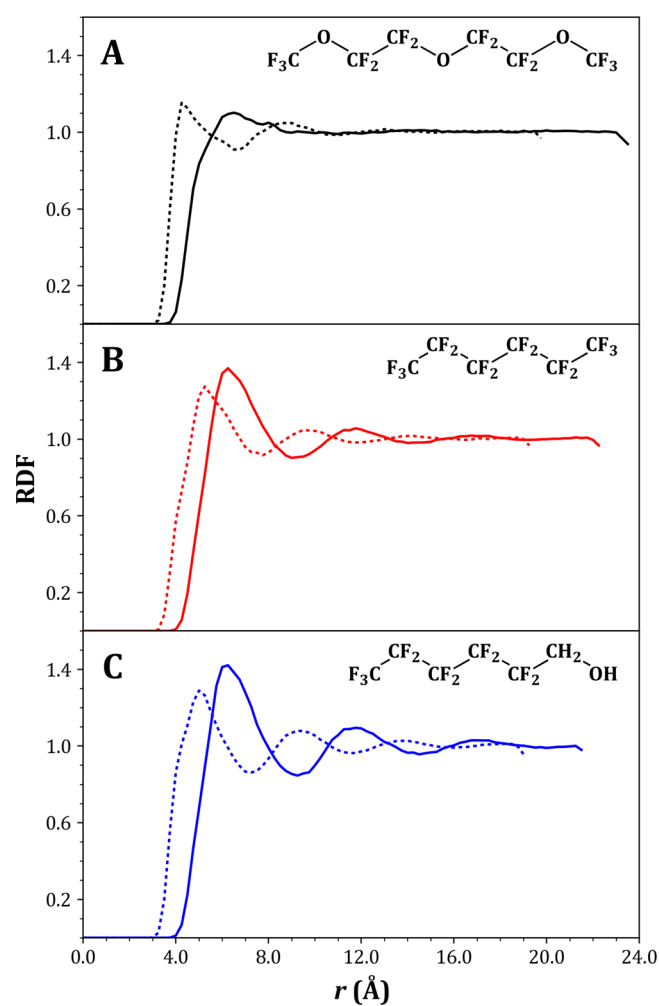 A
1.4
1.0
0.6
0.2
F₃C O CF₂ CF₂ O CF₂ CF₂ O CF₃
B
1.4
1.0
0.6
0.2
F₃C CF₂ CF₂ CF₂ CF₂ CF₃
RDF
C
1.4
1.0
0.6
0.2
F₃C CF₂ CF₂ CF₂ CF₂ CH₂ OH
0.0 4.0 8.0 12.0 16.0 20.0 24.0
r (Å)